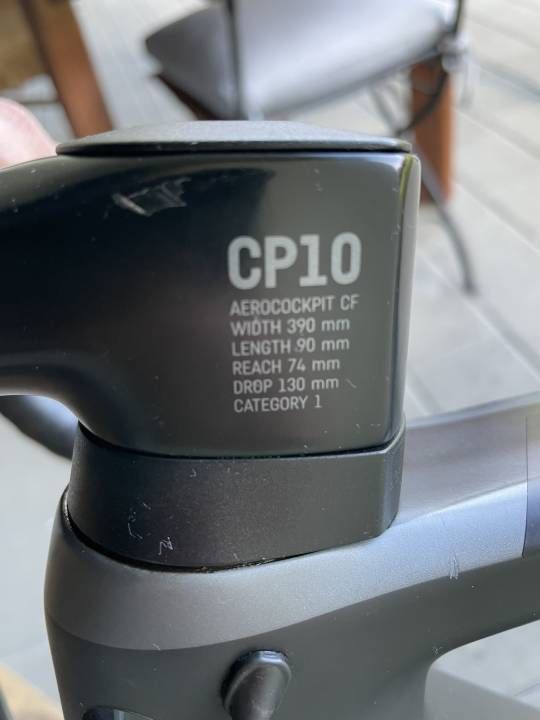 CP10
AEROCOCKPIT CF
WIDTH 390 mm
LENGTH 90 mm
REACH 74 mm
DROP 130 mm
CATEGORY 1